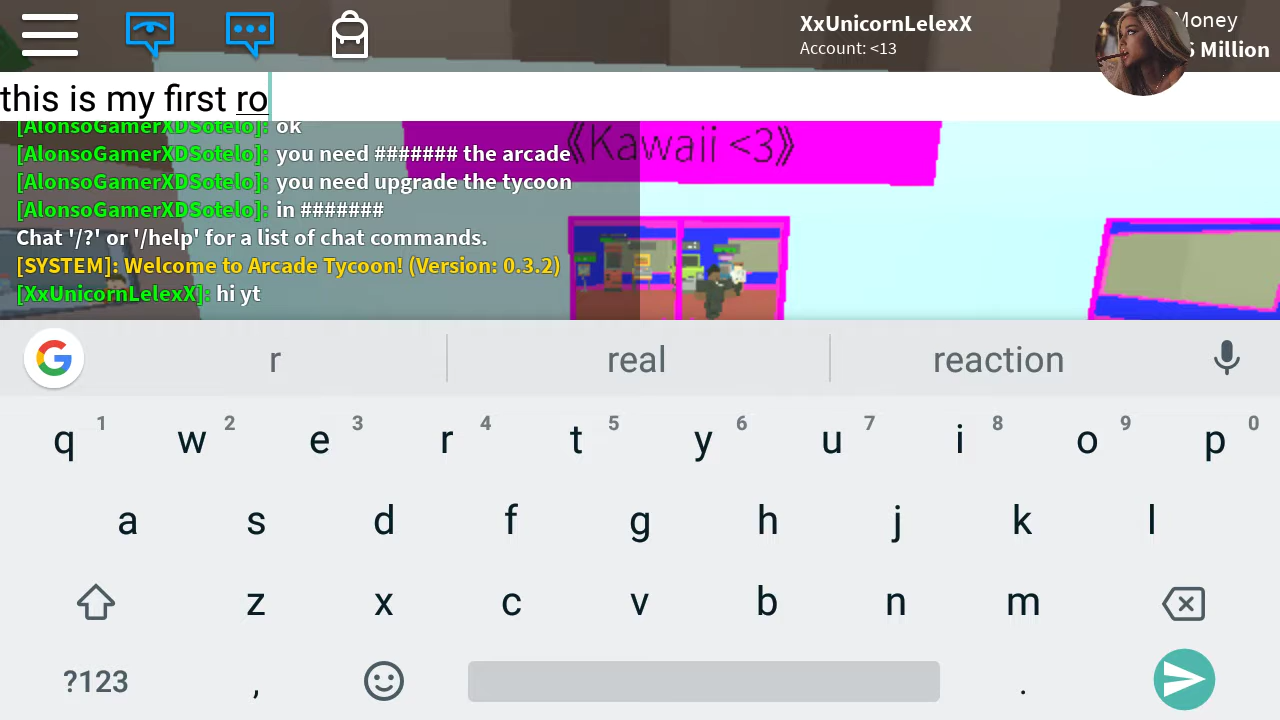 XxUnicornLelexX
Account: <13
Money
6 Million
this is my first ro
[AlonsoGamerXDSotelo]: ok
[AlonsoGamerXDSotelo]: you need ####### the arcade
[AlonsoGamerXDSotelo]: you need upgrade the tycoon
[AlonsoGamerXDSotelo]: in #######
Chat '/?' or '/help' for a list of chat commands.
[SYSTEM]: Welcome to Arcade Tycoon! (Version: 0.3.2)
[XxUnicornLelexX]: hi yt
《Kawaii <3》
r real reaction
q 1 w 2 e 3 r 4 t 5 y 6 u 7 i 8 o 9 p 0
a s d f g h j k l
z x c v b n m
?123 , .